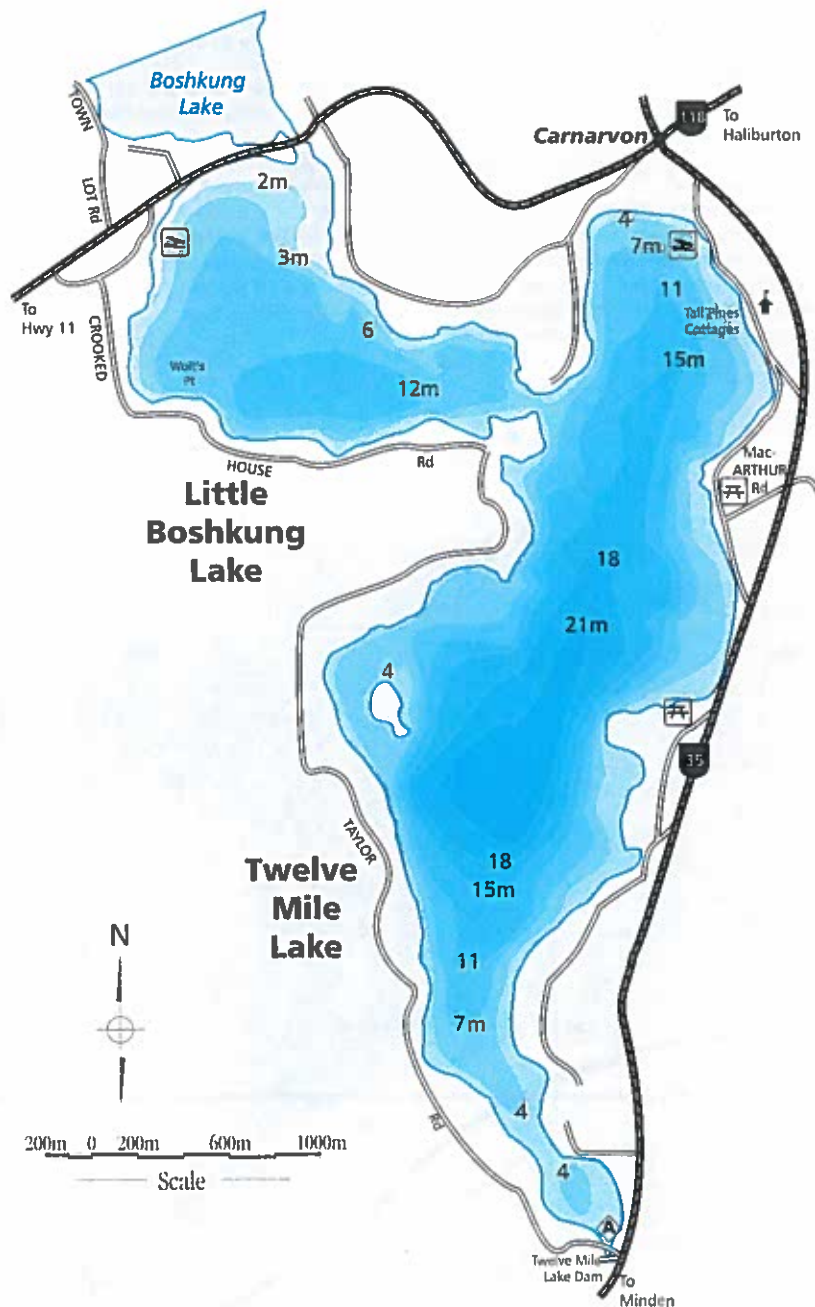 Boshkung
Lake
TOWN
LOT Rd
118
To
Haliburton
Carnarvon
2m
3m
6
12m
To
Hwy 11
CROOKED
HOUSE
Rd
4
7m
11
Tall Pines
Cottages
15m
Mac-
ARTHUR
Rd
Little
Boshkung
Lake
18
21m
4
35
TAYLOR
Rd
Twelve
Mile
Lake
18
15m
11
7m
4
4
N
200m 0 200m 600m 1000m
Scale
A
Twelve Mile
Lake Dam
To
Minden